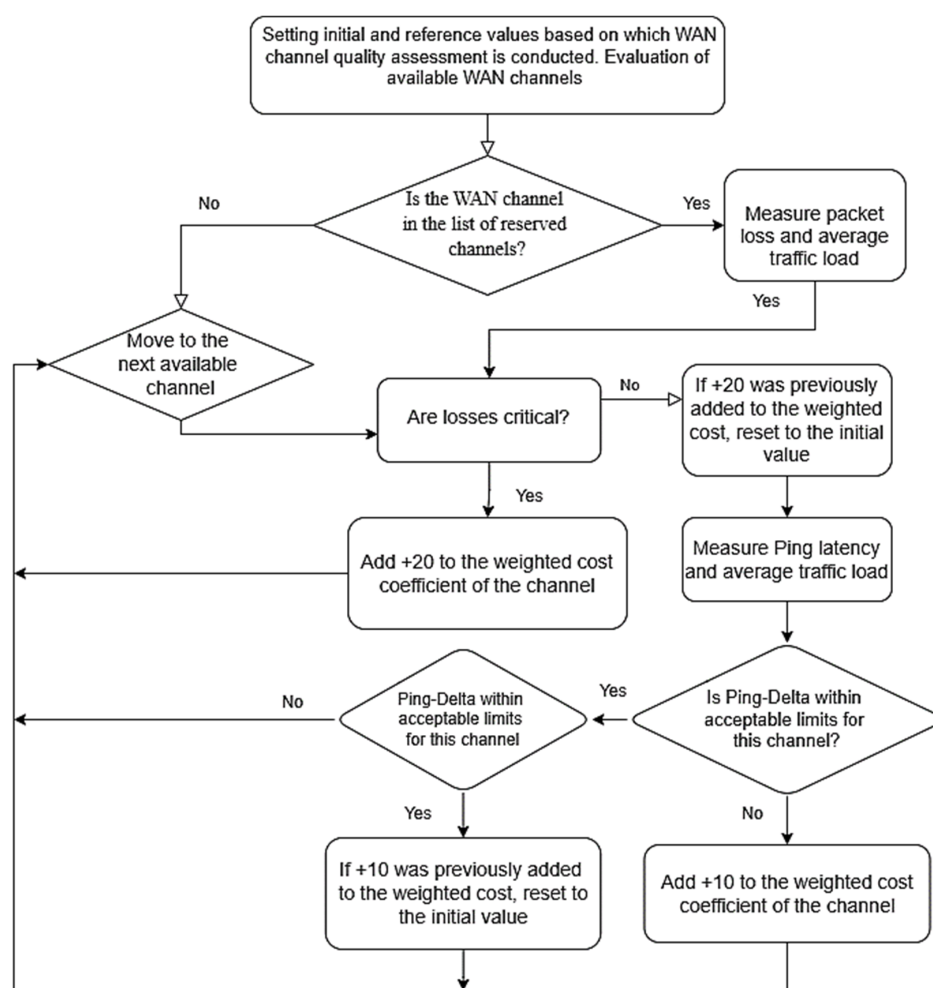 Setting initial and reference values based on which WAN
channel quality assessment is conducted. Evaluation of
available WAN channels
No
Is the WAN channel
in the list of reserved
channels?
Yes
Measure packet
loss and average
traffic load
Yes
Move to the
next available
channel
Are losses critical?
No
If +20 was previously
added to the weighted
cost, reset to the initial
value
Yes
Add +20 to the weighted cost
coefficient of the channel
Measure Ping latency
and average traffic load
No
Ping-Delta within
acceptable limits
for this channel
Yes
Is Ping-Delta within
acceptable limits for
this channel?
Yes
No
If +10 was previously added
to the weighted cost, reset to
the initial value
Add +10 to the weighted cost
coefficient of the channel